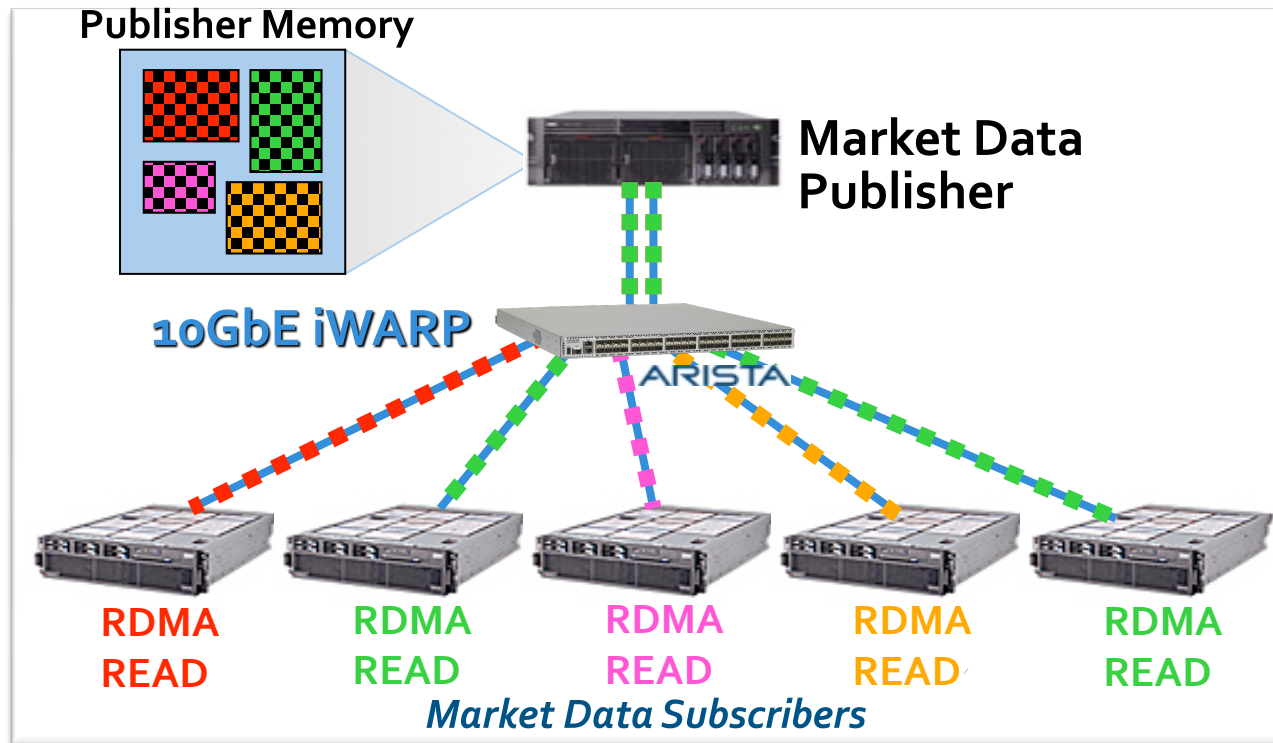 Publisher Memory
Market Data
Publisher
10GbE iWARP
ARISTA
RDMA
READ
RDMA
READ
RDMA
READ
RDMA
READ
RDMA
READ
Market Data Subscribers